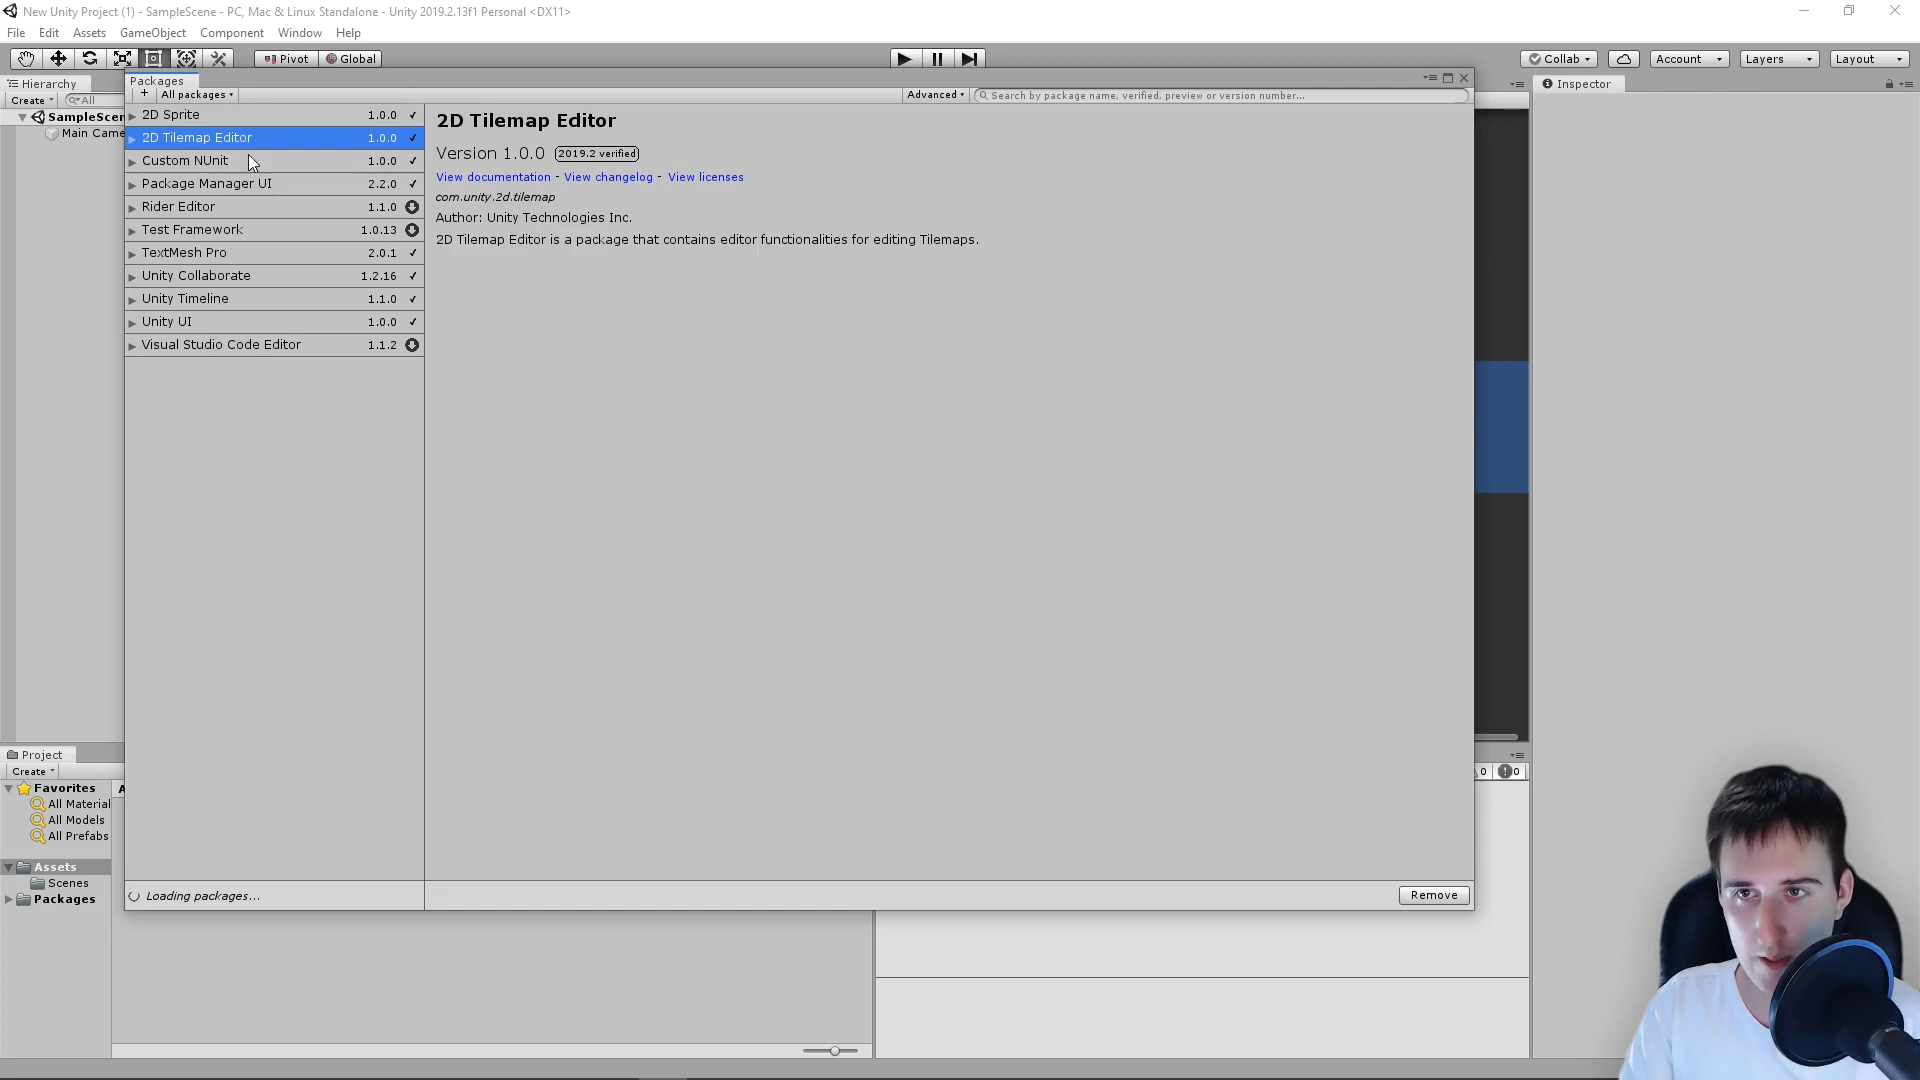 New Unity Project (1) - SampleScene - PC, Mac & Linux Standalone - Unity 2019.2.13f1 Personal <DX11>
File Edit Assets GameObject Component Window Help
Pivot Global Collab Account Layers Layout
Hierarchy
Create All
SampleScen
Main Came
Packages
+ All packages Advanced Search by package name, verified, preview or version number...
2D Sprite 1.0.0
2D Tilemap Editor 1.0.0
Custom NUnit 1.0.0
Package Manager UI 2.2.0
Rider Editor 1.1.0
Test Framework 1.0.13
TextMesh Pro 2.0.1
Unity Collaborate 1.2.16
Unity Timeline 1.1.0
Unity UI 1.0.0
Visual Studio Code Editor 1.1.2
Loading packages...
2D Tilemap Editor
Version 1.0.0 2019.2 verified
View documentation - View changelog - View licenses
com.unity.2d.tilemap
Author: Unity Technologies Inc.
2D Tilemap Editor is a package that contains editor functionalities for editing Tilemaps.
Remove
Inspector
Project
Create
Favorites
All Material
All Models
All Prefabs
Assets
Scenes
Packages
A
0 0